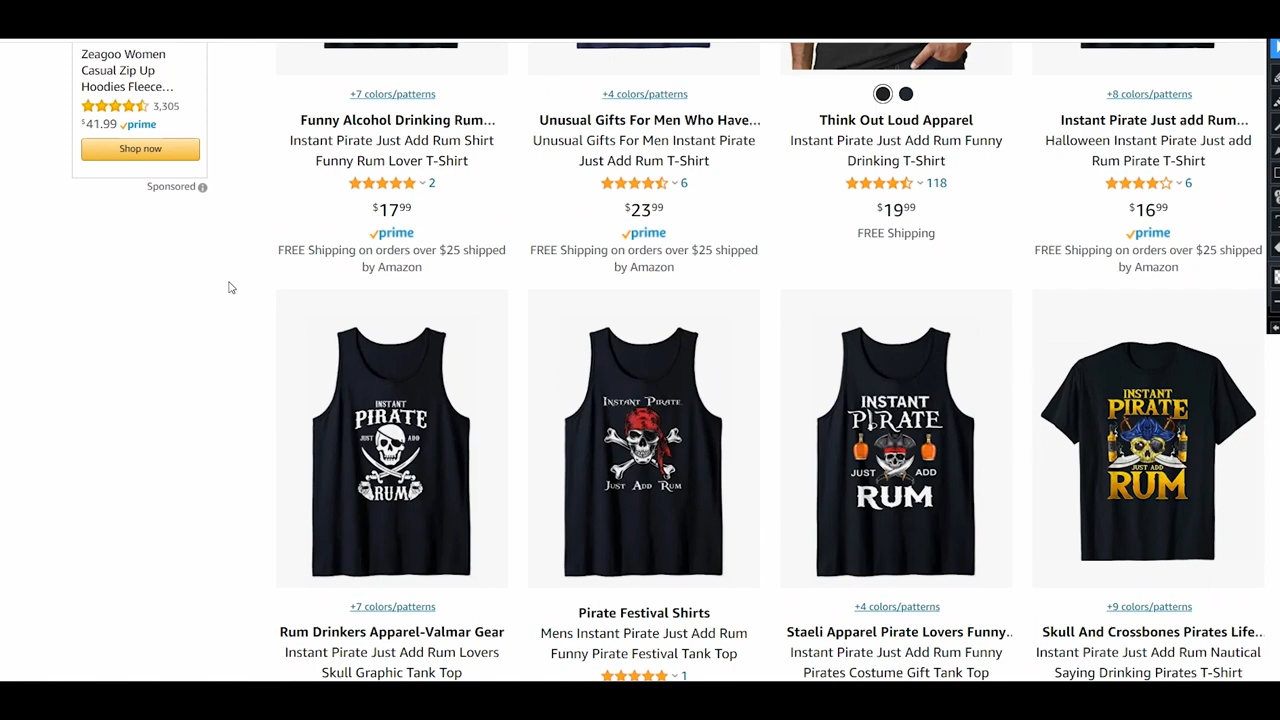 Zeagoo Women
Casual Zip Up
Hoodies Fleece...
3,305
$41.99 prime
Shop now
Sponsored
+7 colors/patterns
Funny Alcohol Drinking Rum...
Instant Pirate Just Add Rum Shirt
Funny Rum Lover T-Shirt
2
$17.99
prime
FREE Shipping on orders over $25 shipped
by Amazon
+4 colors/patterns
Unusual Gifts For Men Who Have...
Unusual Gifts For Men Instant Pirate
Just Add Rum T-Shirt
6
$23.99
prime
FREE Shipping on orders over $25 shipped
by Amazon
Think Out Loud Apparel
Instant Pirate Just Add Rum Funny
Drinking T-Shirt
118
$19.99
FREE Shipping
+8 colors/patterns
Instant Pirate Just add Rum...
Halloween Instant Pirate Just add
Rum Pirate T-Shirt
6
$16.99
prime
FREE Shipping on orders over $25 shipped
by Amazon
INSTANT
PIRATE
JUST ADD
RUM
+7 colors/patterns
Rum Drinkers Apparel-Valmar Gear
Instant Pirate Just Add Rum Lovers
Skull Graphic Tank Top
INSTANT PIRATE
JUST ADD RUM
Pirate Festival Shirts
Mens Instant Pirate Just Add Rum
Funny Pirate Festival Tank Top
1
INSTANT
PIRATE
JUST ADD
RUM
+4 colors/patterns
Staeli Apparel Pirate Lovers Funny..
Instant Pirate Just Add Rum Funny
Pirates Costume Gift Tank Top
INSTANT
PIRATE
JUST ADD
RUM
+9 colors/patterns
Skull And Crossbones Pirates Life...
Instant Pirate Just Add Rum Nautical
Saying Drinking Pirates T-Shirt